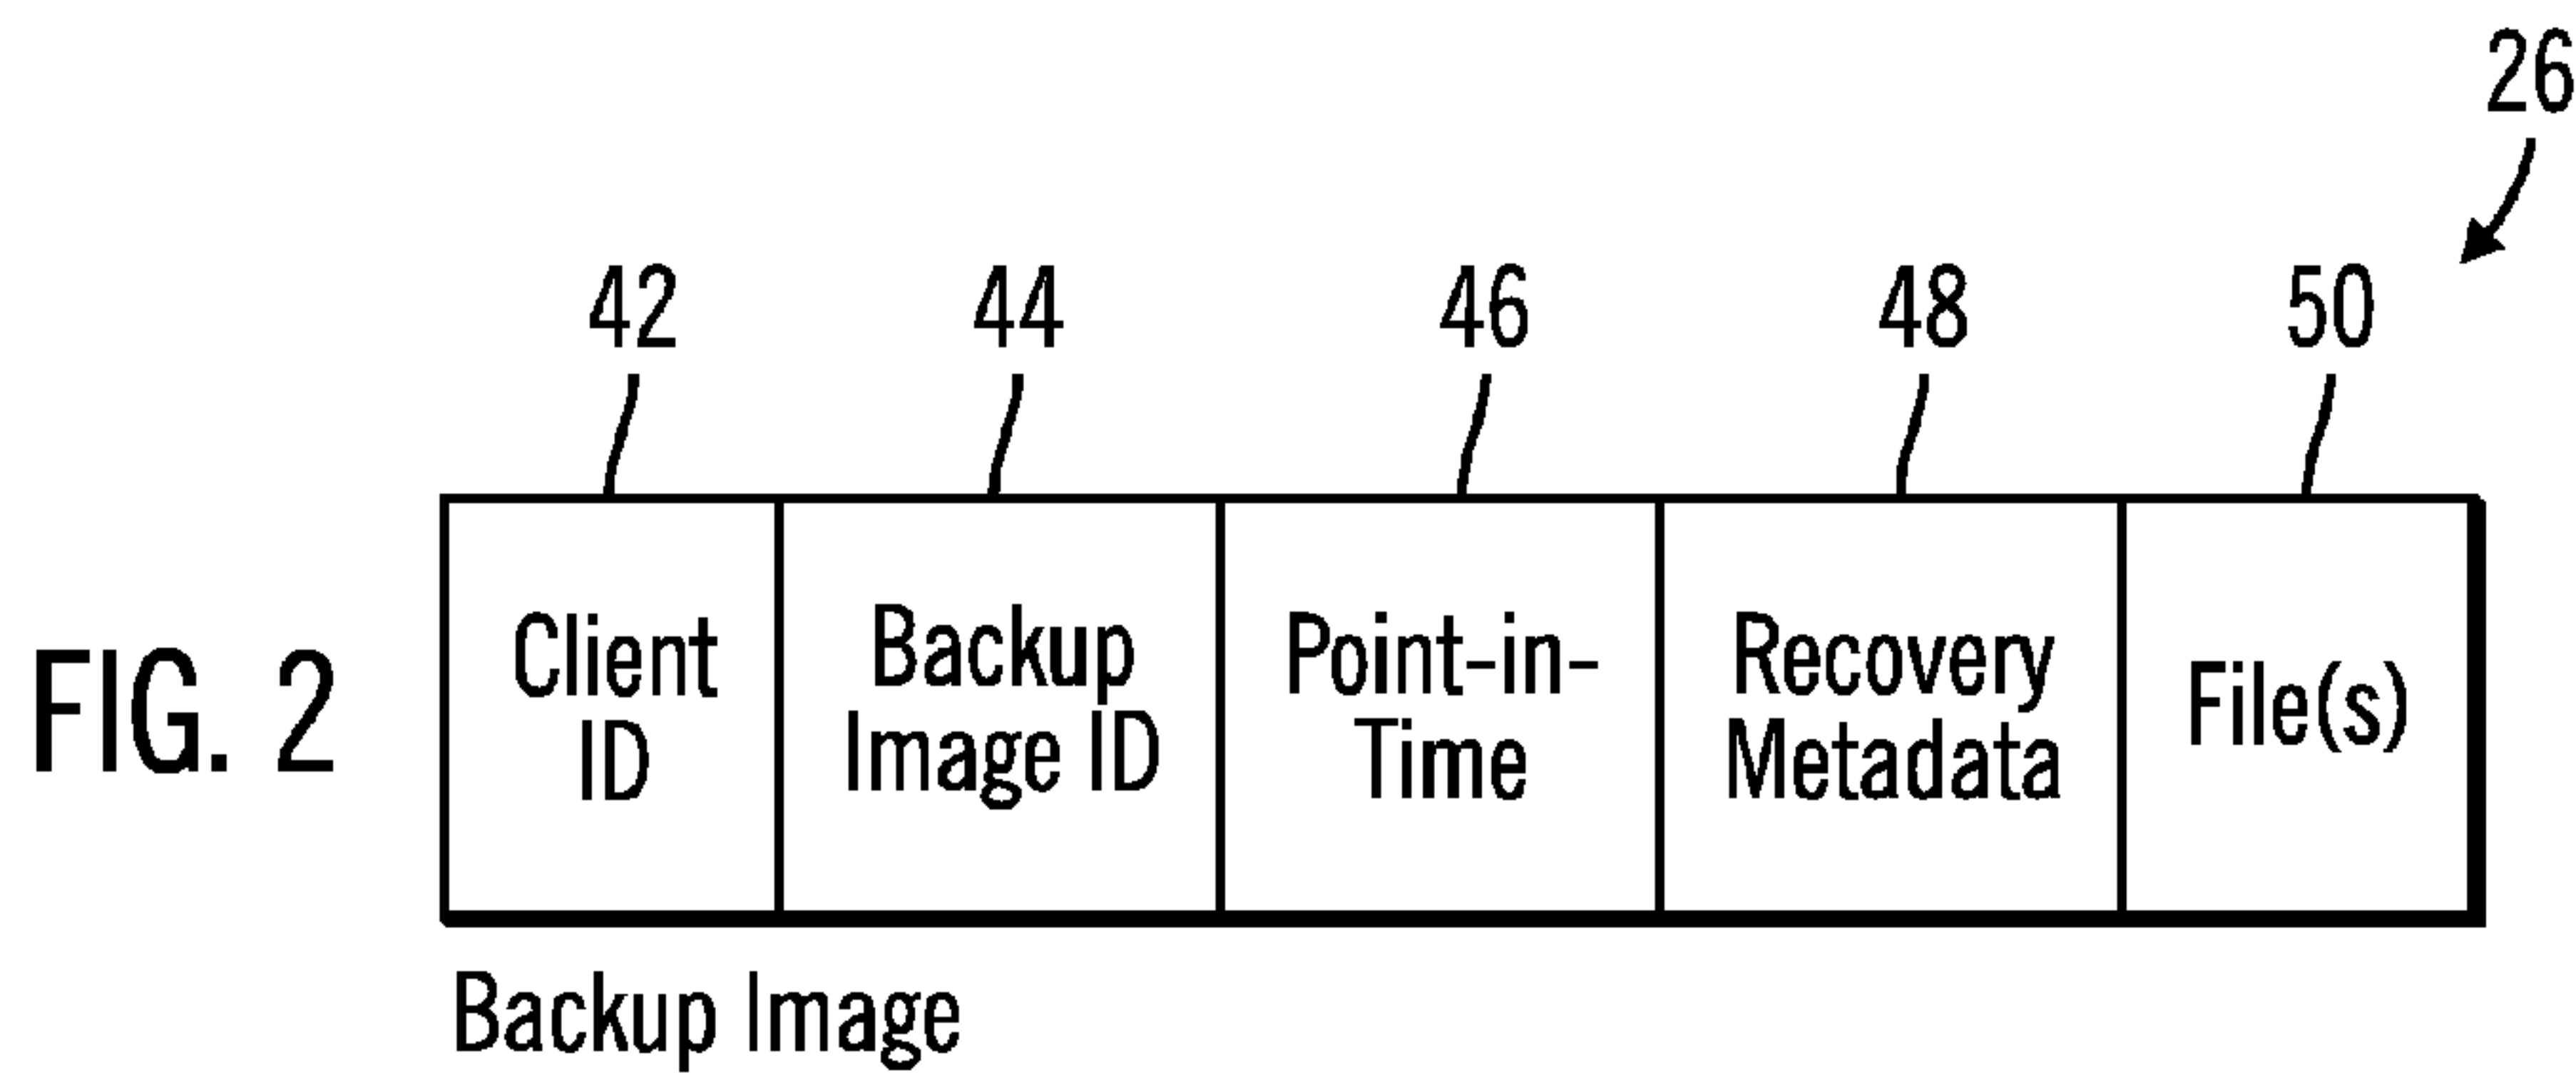 26
42
44
46
48
50
Client
ID
Backup
Image ID
Point-in-
Time
Recovery
Metadata
File(s)
FIG. 2
Backup Image